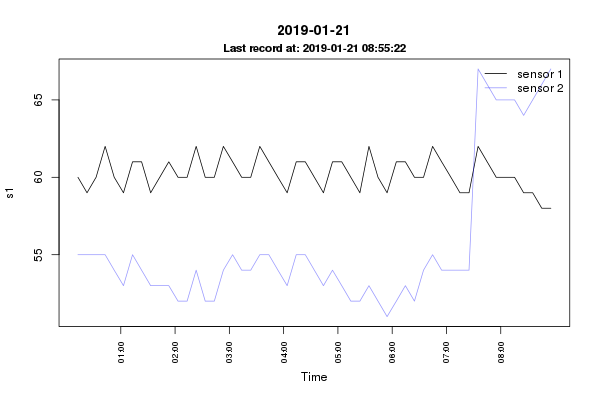 2019-01-21
Last record at: 2019-01-21 08:55:22
sensor 1
sensor 2
65
60
55
s1
01:00 02:00 03:00 04:00 05:00 06:00 07:00 08:00
Time